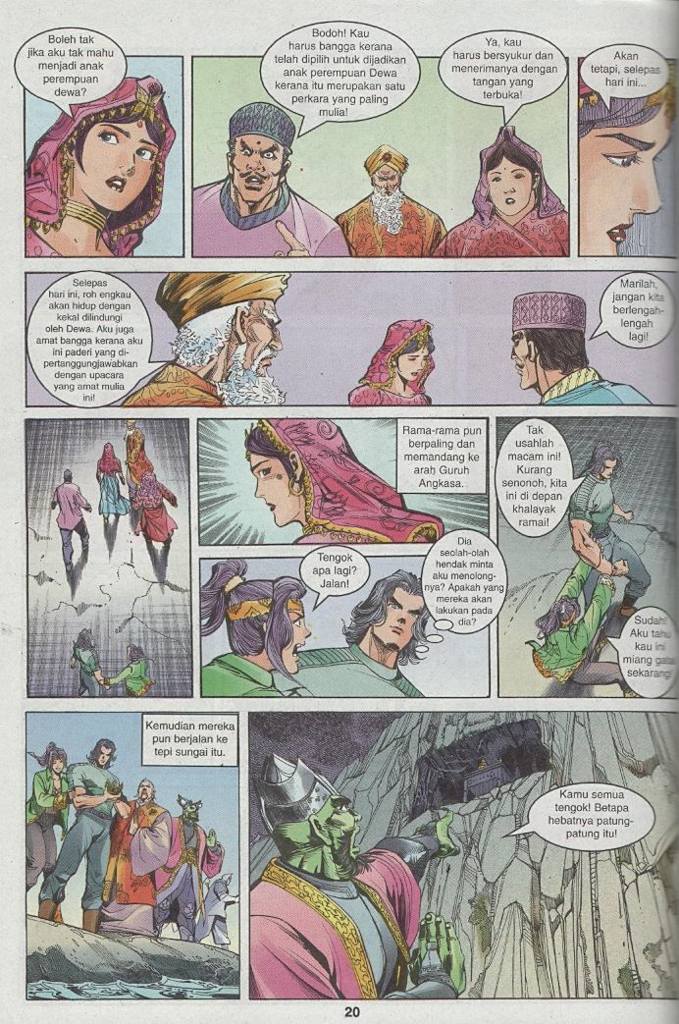 Boleh tak
jika aku tak mahu
menjadi anak
perempuan
dewa?
Bodoh! Kau
harus bangga kerana
telah dipilih untuk dijadikan
anak perempuan Dewa
kerana itu merupakan satu
perkara yang paling
mulia!
Ya, kau
harus bersyukur dan
menerimanya dengan
tangan yang
terbuka!
Akan
tetapi, selepas
hari ini...
Selepas
hari ini, roh engkau
akan hidup dengan
kekal dilindungi
oleh Dewa. Aku juga
amat bangga kerana aku
ini paderi yang di-
pertanggungjawabkan
dengan upacara
yang amat mulia
ini!
Marilah,
jangan kita
berlengah-
lengah
lagi!
Rama-rama pun
berpaling dan
memandang ke
arah Guruh
Angkasa.
Tengok
apa lagi?
Jalan!
Dia
seolah-olah
hendak minta
aku menolong-
nya? Apakah yang
mereka akan
lakukan pada
dia?
Tak
usahlah
macam ini!
Kurang
senonoh, kita
ini di depan
khalayak
ramai!
Sudah!
Aku tahu
kau ini
miang gatal
sekarang!
Kemudian mereka
pun berjalan ke
tepi sungai itu.
Kamu semua
tengok! Betapa
hebatnya patung-
patung itu!
20